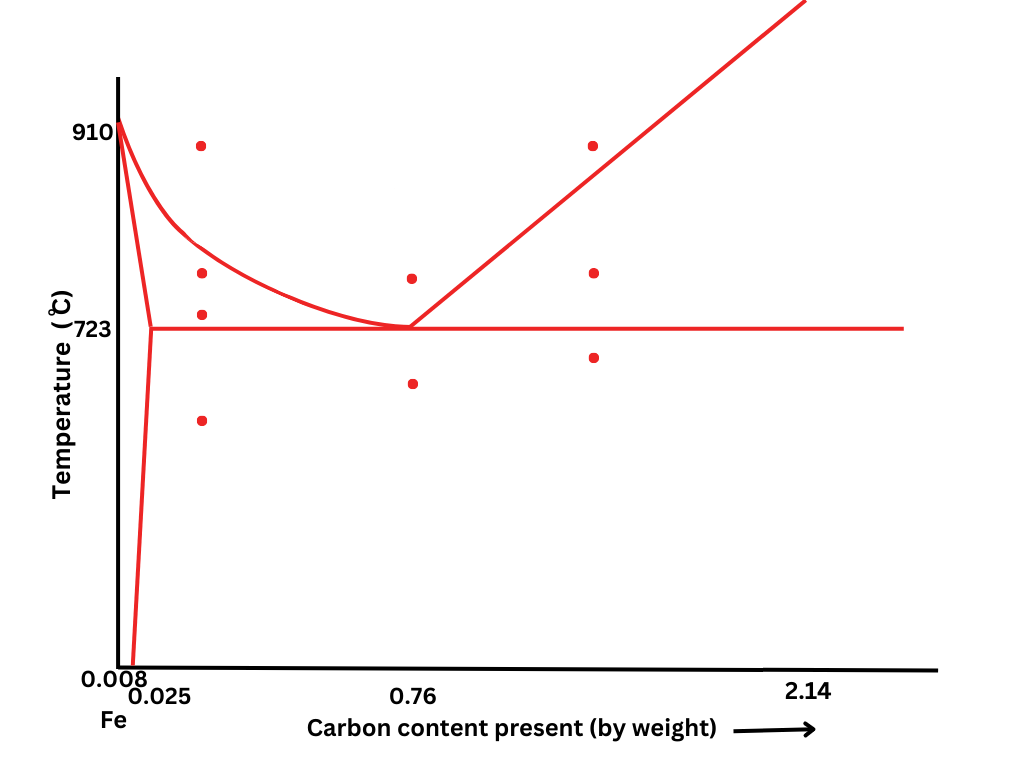 910
Temperature (℃)
723
0.008
0.025
0.76
2.14
Fe
Carbon content present (by weight)